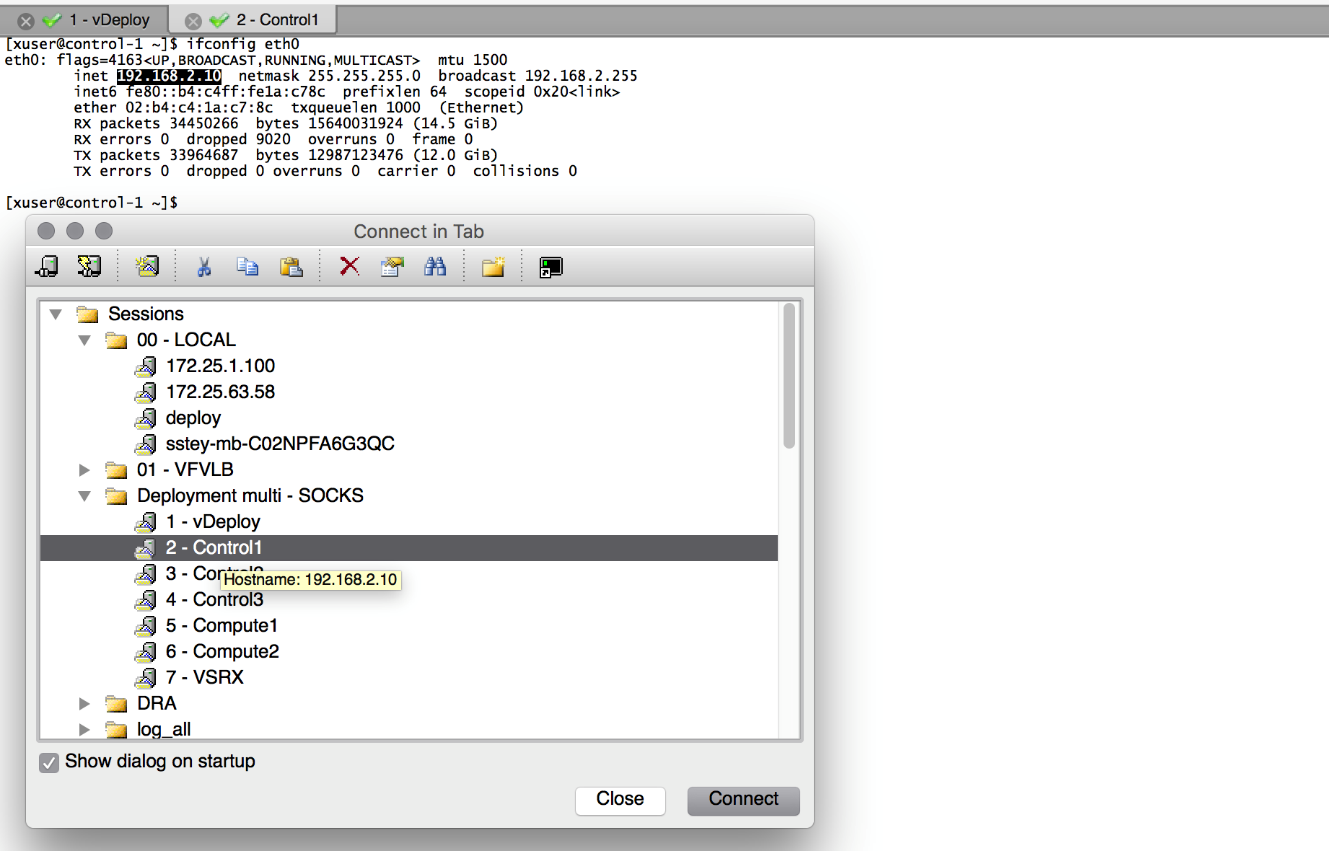 1 - vDeploy
2 - Control1
[xuser@control-1 ~]$ ifconfig eth0
eth0: flags=4163<UP,BROADCAST,RUNNING,MULTICAST>  mtu 1500
inet 192.168.2.10  netmask 255.255.255.0  broadcast 192.168.2.255
inet6 fe80::b4:c4ff:fe1a:c78c  prefixlen 64  scopeid 0x20<link>
ether 02:b4:c4:1a:c7:8c  txqueuelen 1000  (Ethernet)
RX packets 34450266  bytes 15640031924 (14.5 GiB)
RX errors 0  dropped 9020  overruns 0  frame 0
TX packets 33964687  bytes 12987123476 (12.0 GiB)
TX errors 0  dropped 0 overruns 0  carrier 0  collisions 0
[xuser@control-1 ~]$
Connect in Tab
Sessions
00 - LOCAL
172.25.1.100
172.25.63.58
deploy
sstey-mb-C02NPFA6G3QC
01 - VFVLB
Deployment multi - SOCKS
1 - vDeploy
2 - Control1
3 - Control2
Hostname: 192.168.2.10
4 - Control3
5 - Compute1
6 - Compute2
7 - VSRX
DRA
log_all
Show dialog on startup
Close
Connect